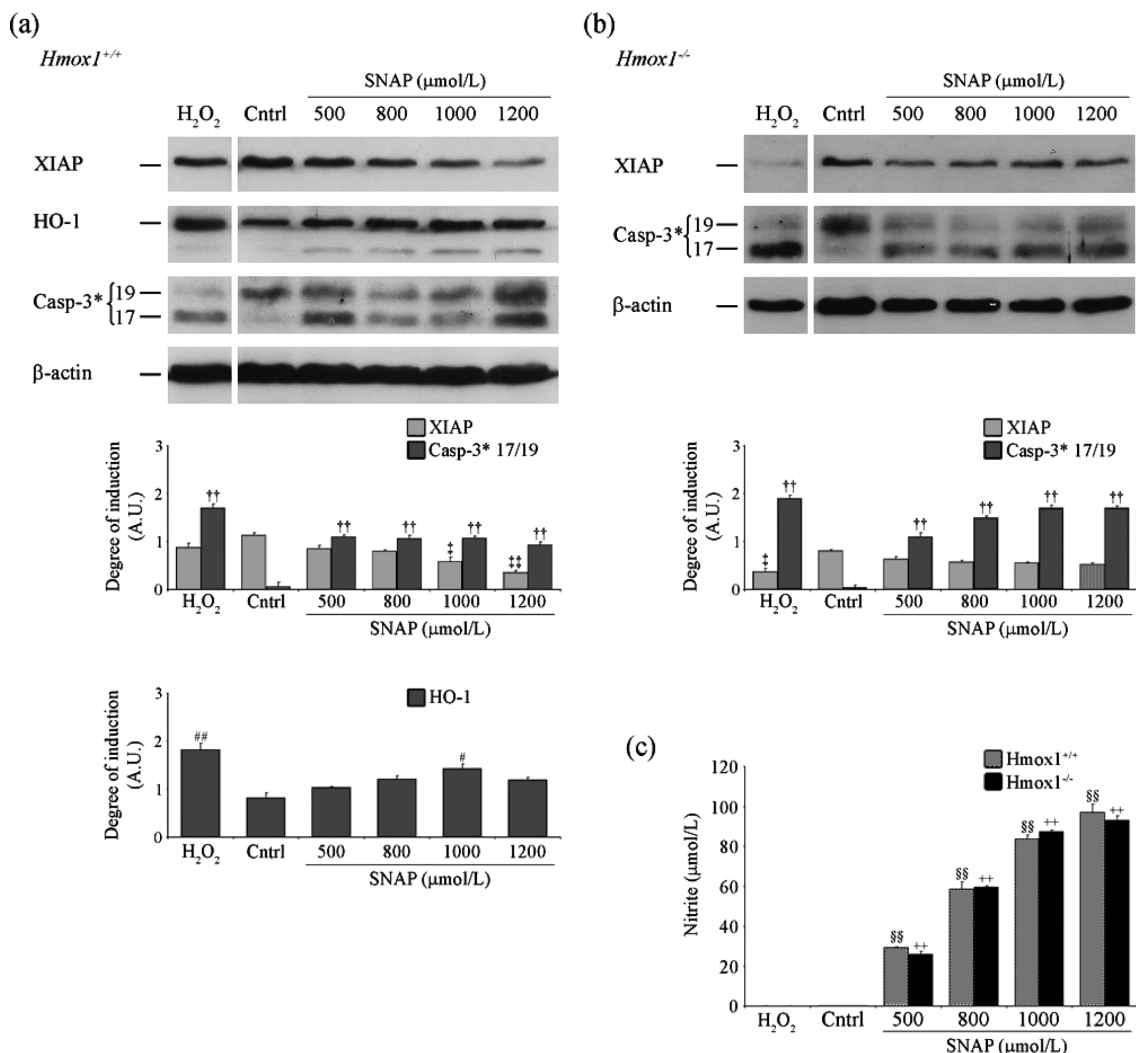 (a)
Hmox1+/+
SNAP (μmol/L)
H2O2 Cntrl 500 800 1000 1200
XIAP
HO-1
Casp-3* { 19
17
β-actin
XIAP
Casp-3* 17/19
Degree of induction
(A.U.)
3
2
1
0
†† †† †† ‡ †† ‡‡ ††
H2O2 Cntrl 500 800 1000 1200
SNAP (μmol/L)
HO-1
Degree of induction
(A.U.)
3
2
1
0
## #
H2O2 Cntrl 500 800 1000 1200
SNAP (μmol/L)
(b)
Hmox1-/-
SNAP (μmol/L)
H2O2 Cntrl 500 800 1000 1200
XIAP
Casp-3* { 19
17
β-actin
XIAP
Casp-3* 17/19
Degree of induction
(A.U.)
3
2
1
0
‡ †† †† †† †† ††
H2O2 Cntrl 500 800 1000 1200
SNAP (μmol/L)
(c)
Hmox1+/+
Hmox1-/-
Nitrite (μmol/L)
120
100
80
60
40
20
0
§§ ++ §§ ++ §§ ++ §§ ++
H2O2 Cntrl 500 800 1000 1200
SNAP (μmol/L)